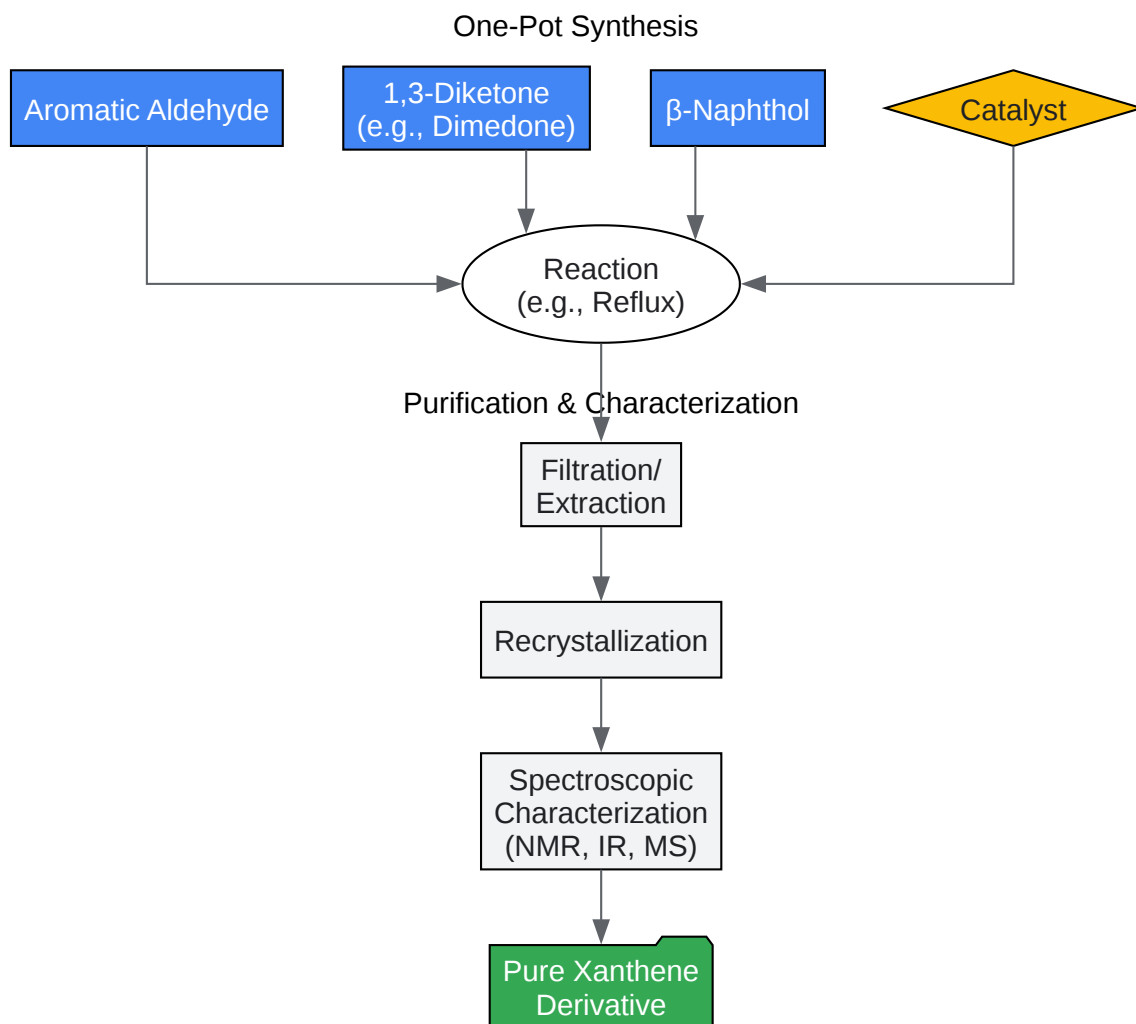 One-Pot Synthesis
Aromatic Aldehyde
1,3-Diketone
(e.g., Dimedone)
β-Naphthol
Catalyst
Reaction
(e.g., Reflux)
Purification & Characterization
Filtration/
Extraction
Recrystallization
Spectroscopic
Characterization
(NMR, IR, MS)
Pure Xanthene
Derivative